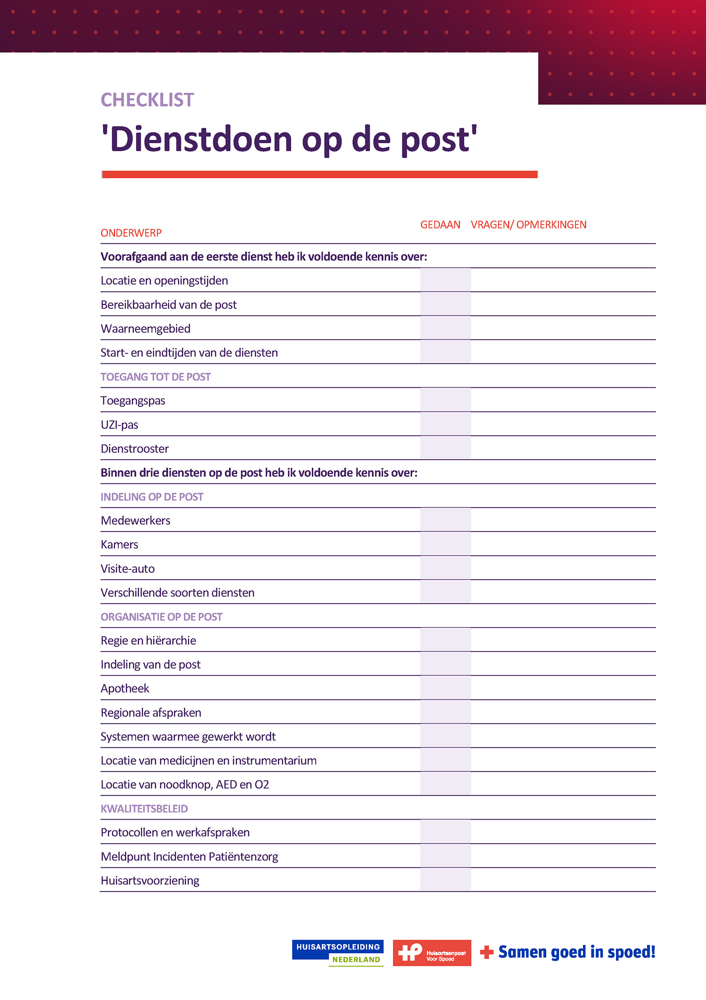 CHECKLIST
'Dienstdoen op de post'
ONDERWERP GEDAAN VRAGEN/ OPMERKINGEN
Voorafgaand aan de eerste dienst heb ik voldoende kennis over:
Locatie en openingstijden
Bereikbaarheid van de post
Waarneemgebied
Start- en eindtijden van de diensten
TOEGANG TOT DE POST
Toegangspas
UZI-pas
Dienstrooster
Binnen drie diensten op de post heb ik voldoende kennis over:
INDELING OP DE POST
Medewerkers
Kamers
Visite-auto
Verschillende soorten diensten
ORGANISATIE OP DE POST
Regie en hiërarchie
Indeling van de post
Apotheek
Regionale afspraken
Systemen waarmee gewerkt wordt
Locatie van medicijnen en instrumentarium
Locatie van noodknop, AED en O2
KWALITEITSBELEID
Protocollen en werkafspraken
Meldpunt Incidenten Patiëntenzorg
Huisartsvoorziening
HUISARTSOPLEIDING
NEDERLAND
Huisartsenpost
Voor Spoed
Samen goed in spoed!